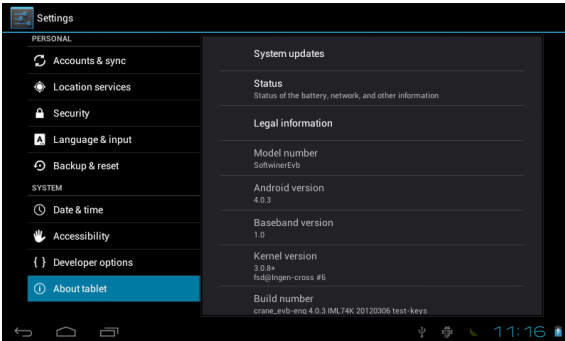 Settings
PERSONAL
Accounts & sync
Location services
Security
A Language & input
Backup & reset
SYSTEM
Date & time
Accessibility
{ } Developer options
About tablet
System updates
Status
Status of the battery, network, and other information
Legal information
Model number
SoftwinerEvb
Android version
4.0.3
Baseband version
1.0
Kernel version
3.0.8+
fsd@Ingen-cross #6
Build number
crane_evb-eng 4.0.3 IML74K 20120306 test-keys
11:16